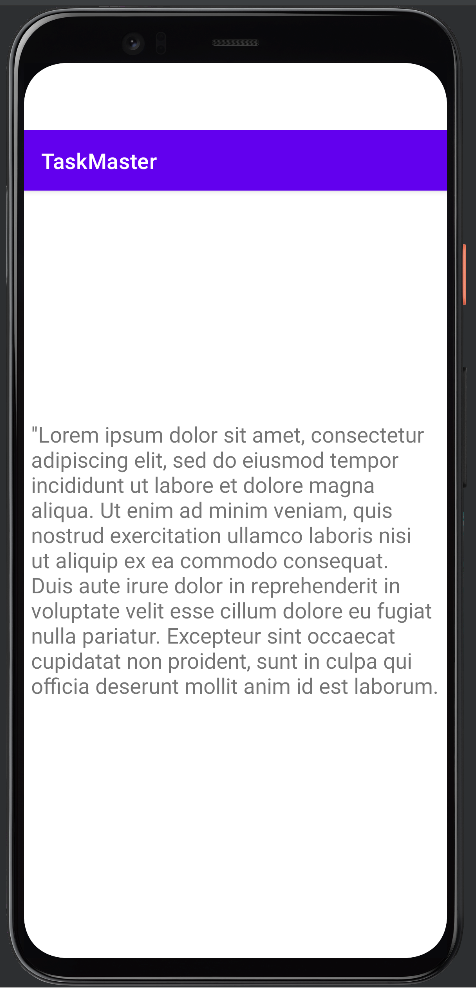 TaskMaster
"Lorem ipsum dolor sit amet, consectetur
adipiscing elit, sed do eiusmod tempor
incididunt ut labore et dolore magna
aliqua. Ut enim ad minim veniam, quis
nostrud exercitation ullamco laboris nisi
ut aliquip ex ea commodo consequat.
Duis aute irure dolor in reprehenderit in
voluptate velit esse cillum dolore eu fugiat
nulla pariatur. Excepteur sint occaecat
cupidatat non proident, sunt in culpa qui
officia deserunt mollit anim id est laborum.